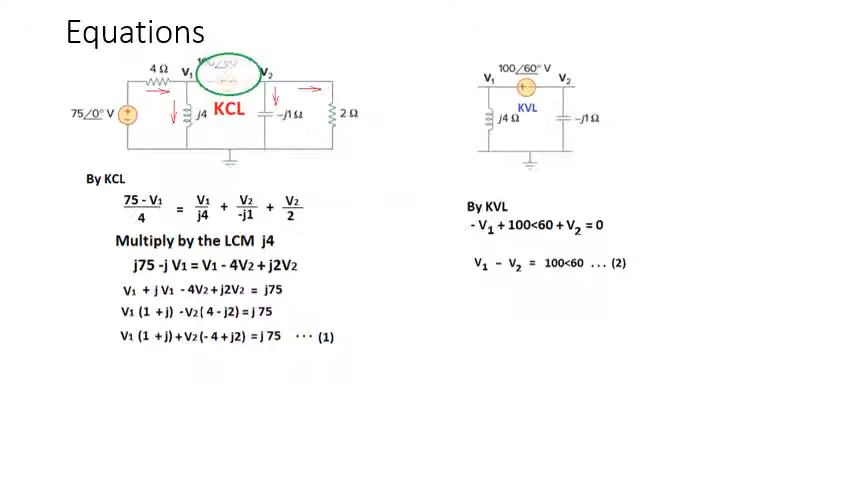 Equations
4 Ω V₁ V₂
75/0° V j4 KCL -j1 Ω 2 Ω
By KCL
75 - V₁ / 4 = V₁ / j4 + V₂ / -j1 + V₂ / 2
Multiply by the LCM j4
j75 -j V₁ = V₁ - 4V₂ + j2V₂
V₁ + j V₁ - 4V₂ + j2V₂ = j75
V₁ (1 + j) -V₂( 4 - j2) = j 75
V₁ (1 + j) + V₂ (- 4 + j2) = j 75 ... (1)
100/60° V
V₁ V₂
KVL
j4 Ω -j1 Ω
By KVL
- V₁ + 100<60 + V₂ = 0
V₁ - V₂ = 100<60 ... (2)